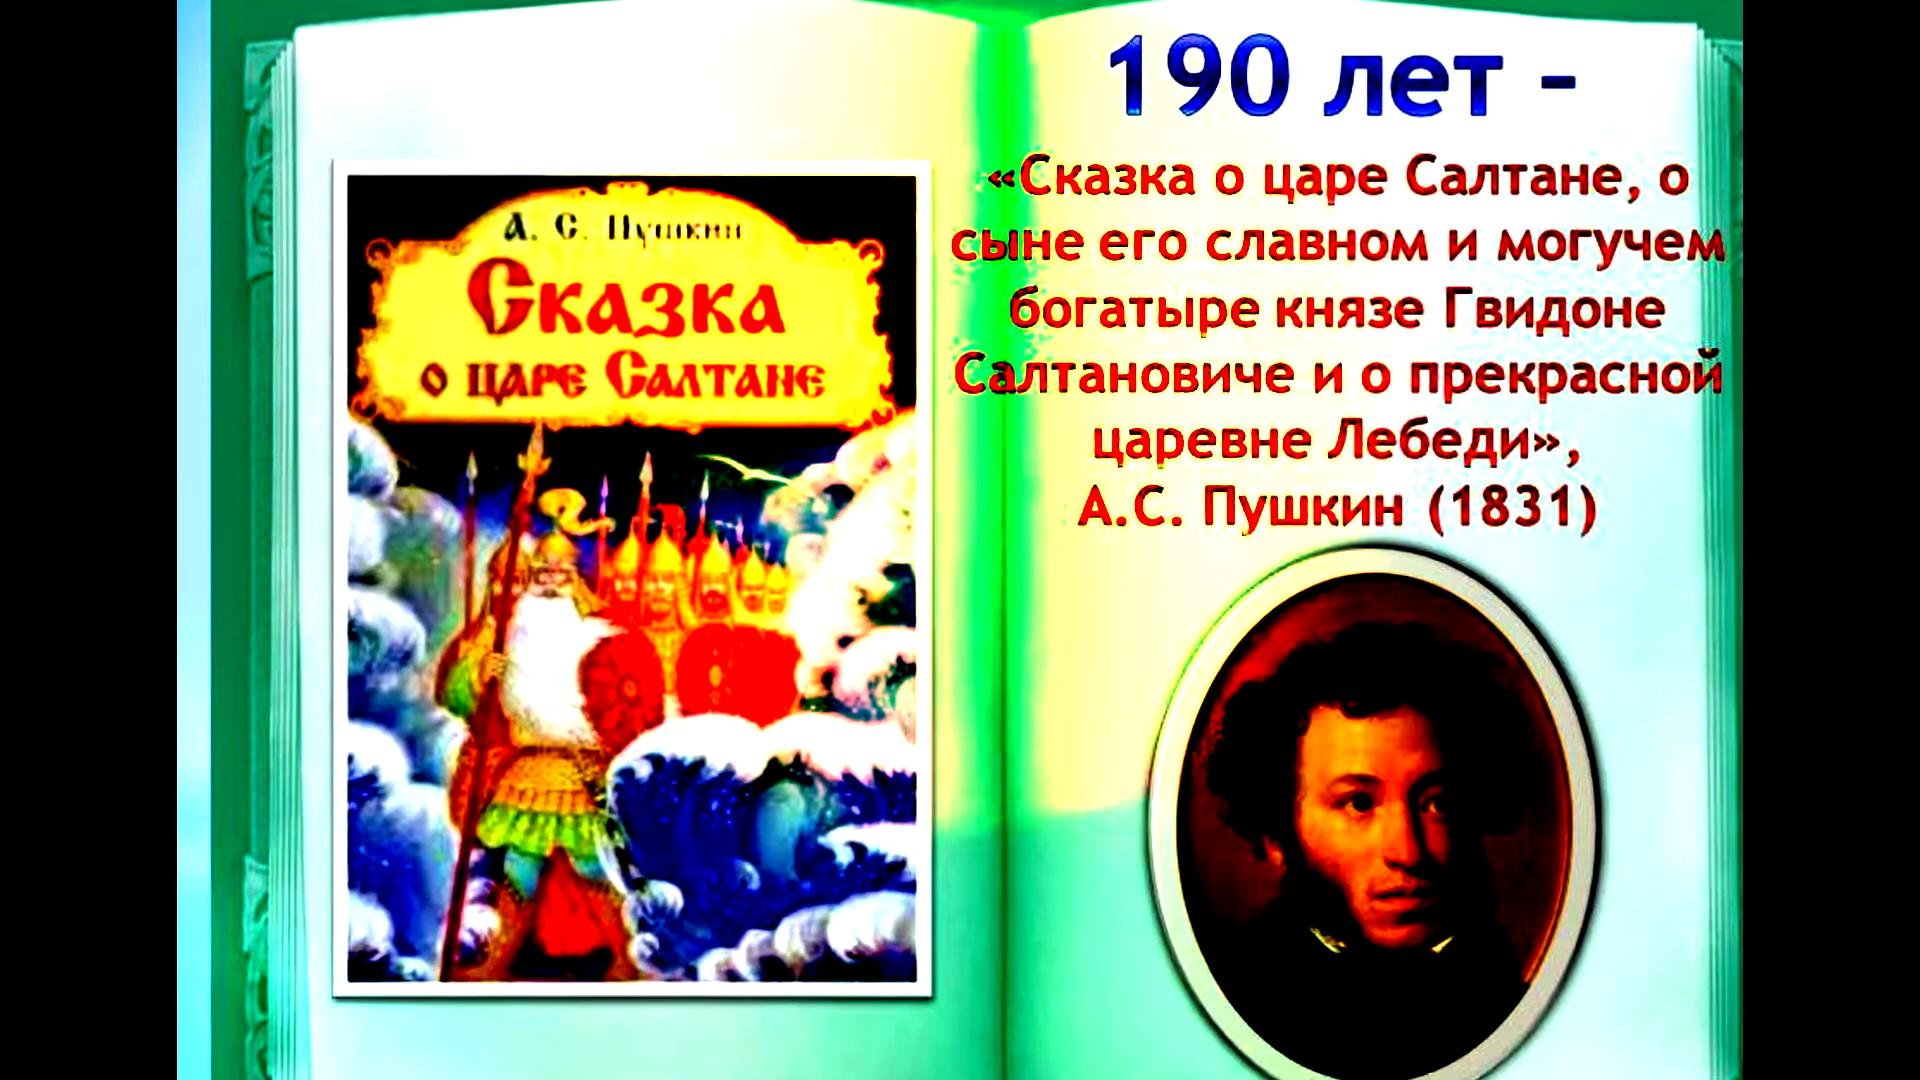 А. С. Пушкин
Сказка
о царе Салтане
190 лет -
«Сказка о царе Салтане, о
сыне его славном и могучем
богатыре князе Гвидоне
Салтановиче и о прекрасной
царевне Лебеди»,
А.С. Пушкин (1831)